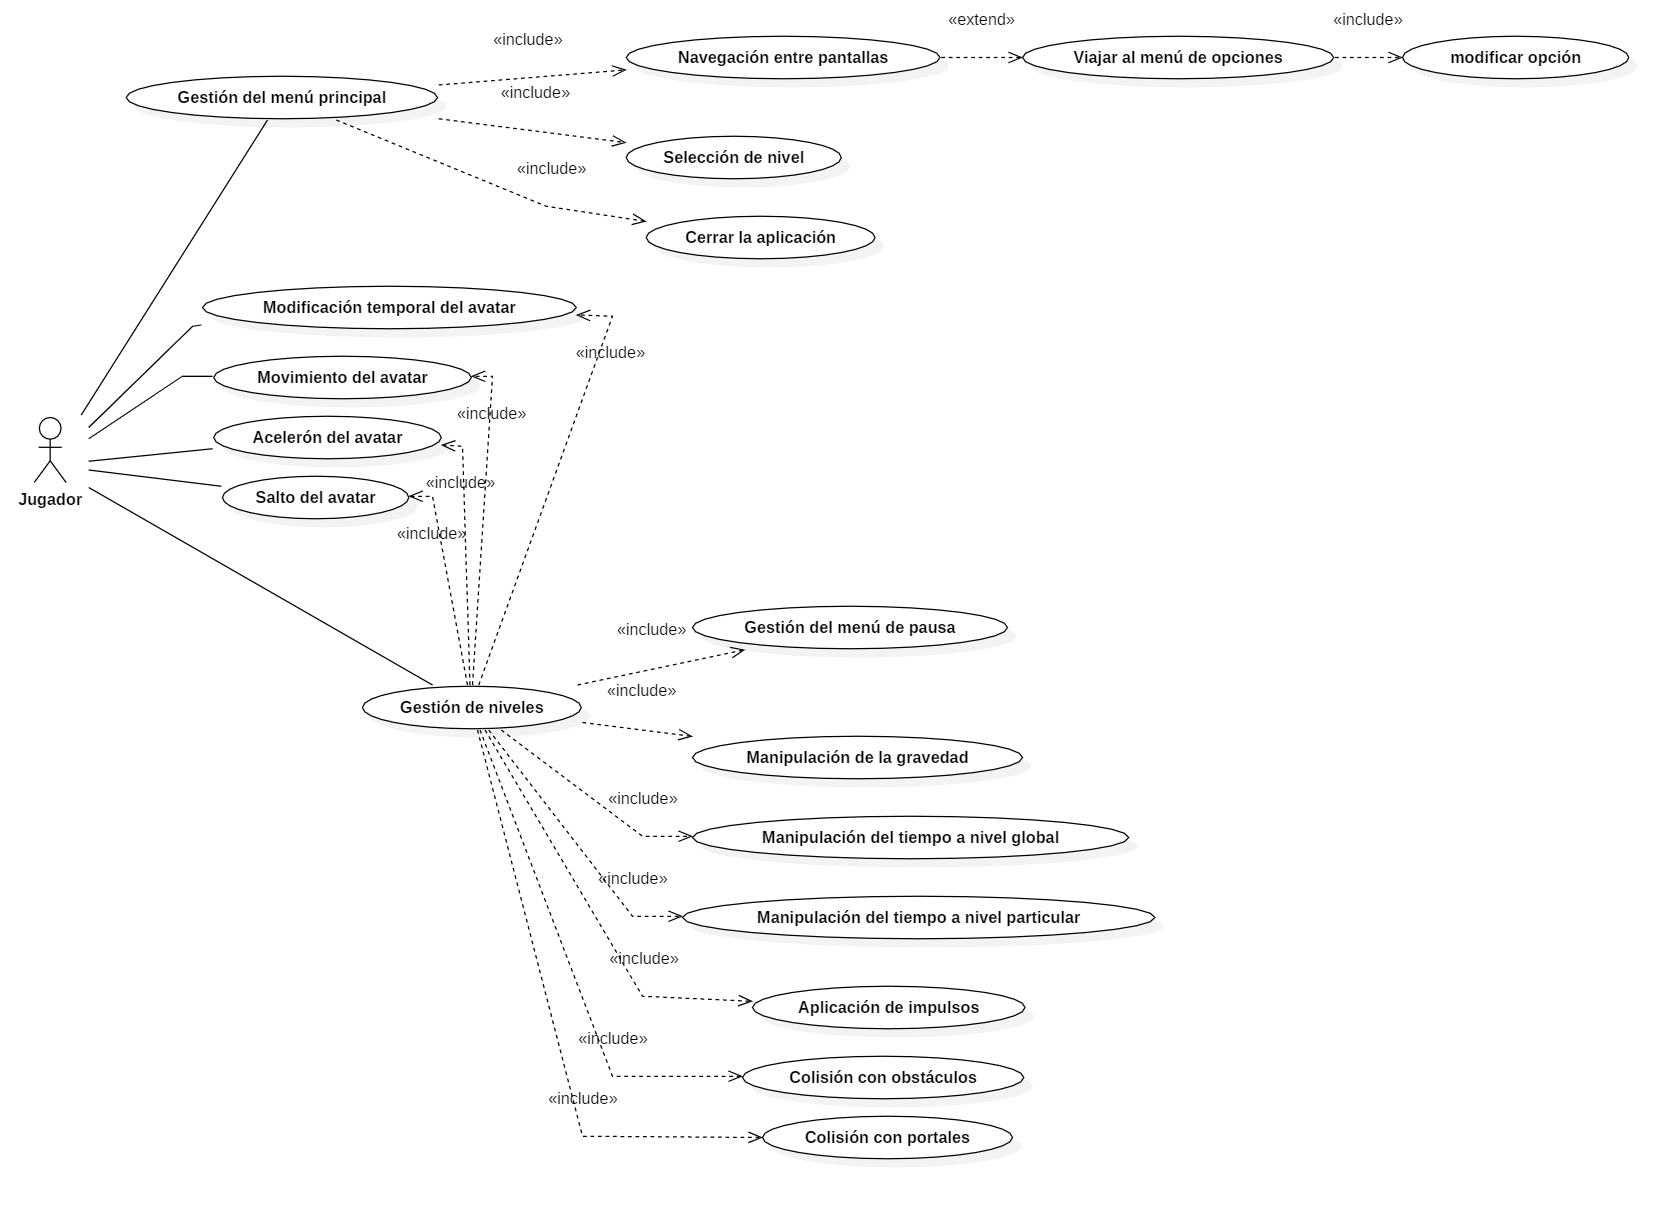 «extend»
«include»
«include»
Navegación entre pantallas
Viajar al menú de opciones
modificar opción
Gestión del menú principal
«include»
Selección de nivel
«include»
Cerrar la aplicación
Modificación temporal del avatar
«include»
Movimiento del avatar
«include»
Acelerón del avatar
«include»
Salto del avatar
Jugador
«include»
«include»
Gestión del menú de pausa
«include»
Gestión de niveles
Manipulación de la gravedad
«include»
Manipulación del tiempo a nivel global
«include»
Manipulación del tiempo a nivel particular
«include»
Aplicación de impulsos
«include»
Colisión con obstáculos
«include»
Colisión con portales